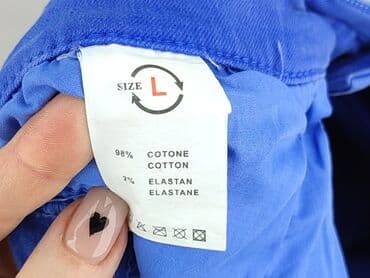 SIZE L
98% COTONE
COTTON
2% ELASTAN
ELASTANE